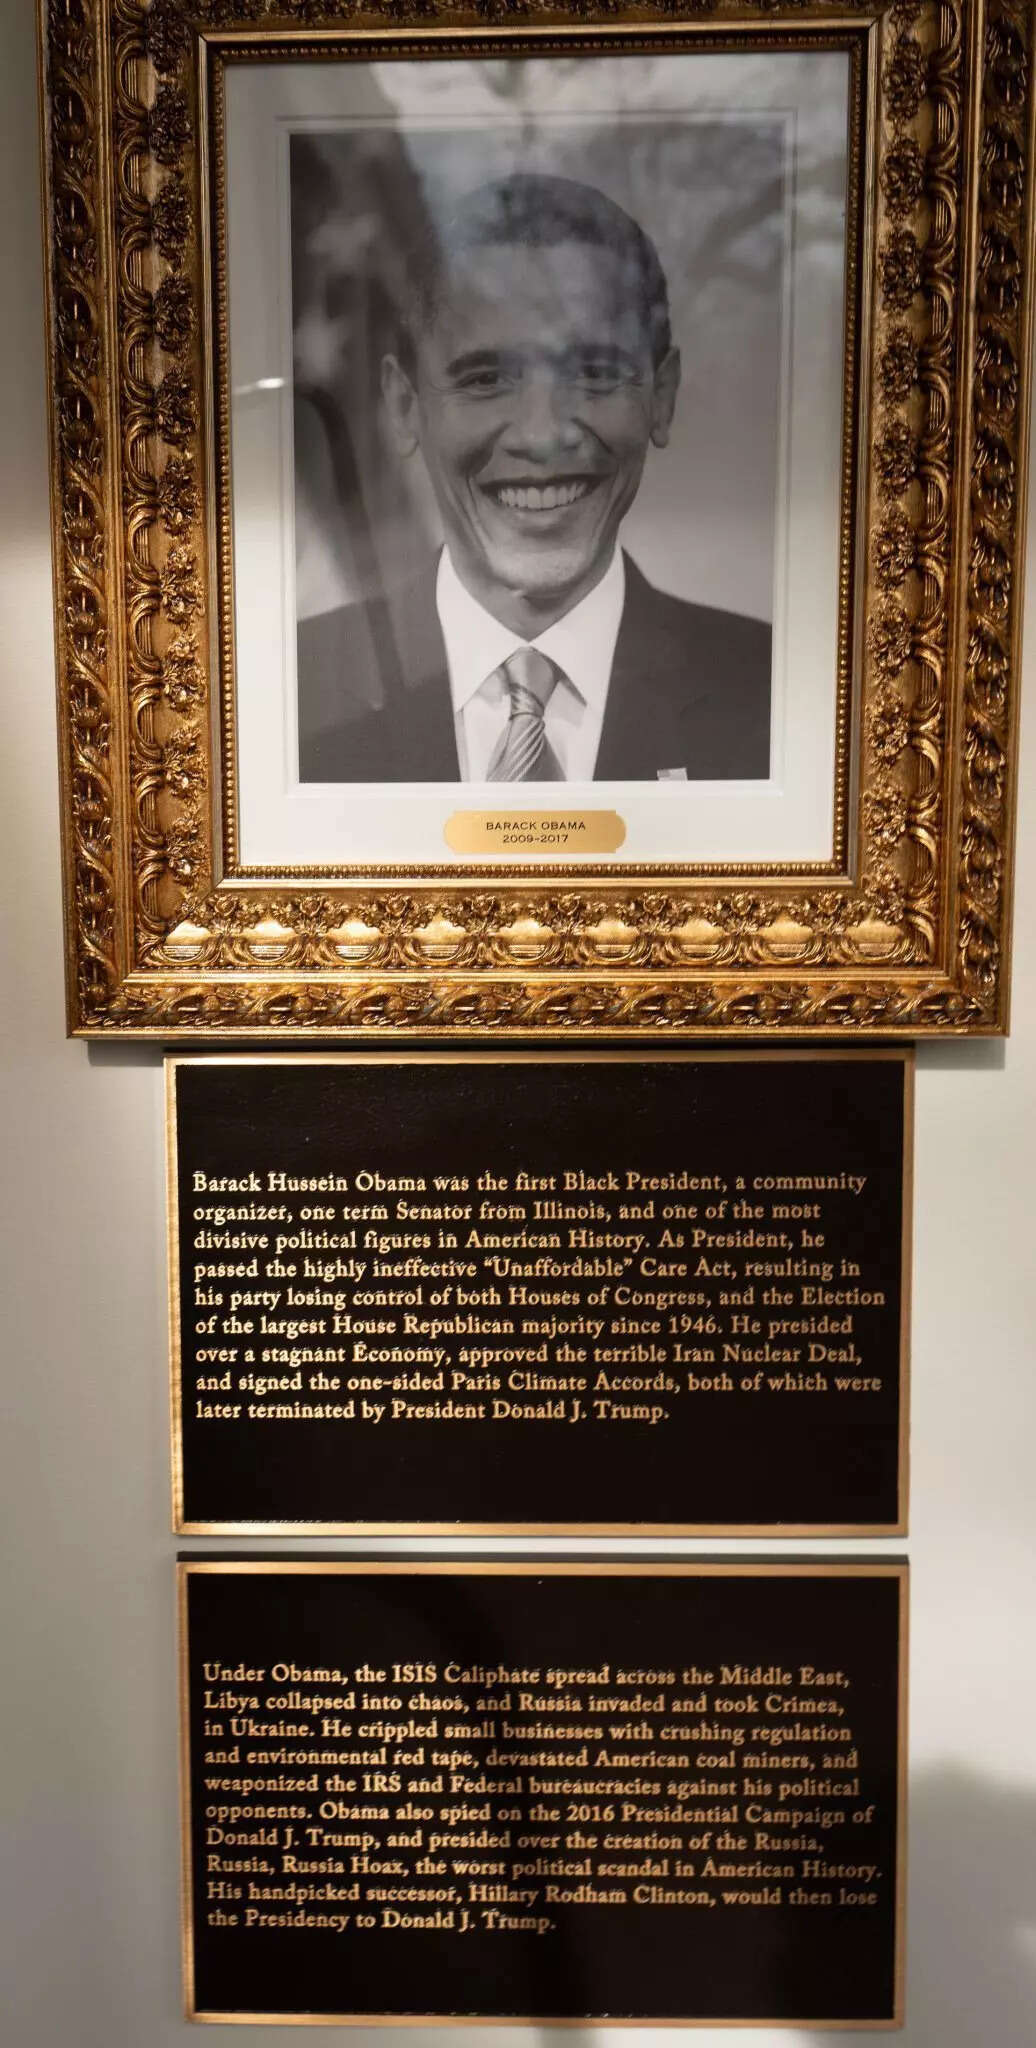 BARACK OBAMA
2009-2017
Barack Hussein Obama was the first Black President, a community
organizer, one term Senator from Illinois, and one of the most
divisive political figures in American History. As President, he
passed the highly ineffective “Unaffordable” Care Act, resulting in
his party losing control of both Houses of Congress, and the Election
of the largest House Republican majority since 1946. He presided
over a stagnant Economy, approved the terrible Iran Nuclear Deal,
and signed the one-sided Paris Climate Accords, both of which were
later terminated by President Donald J. Trump.
Under Obama, the ISIS Caliphate spread across the Middle East,
Libya collapsed into chaos, and Russia invaded and took Crimea,
in Ukraine. He crippled small businesses with crushing regulation
and environmental red tape, devastated American coal miners, and
weaponized the IRS and Federal bureaucracies against his political
opponents. Obama also spied on the 2016 Presidential Campaign of
Donald J. Trump, and presided over the creation of the Russia,
Russia, Russia Hoax, the worst political scandal in American History.
His handpicked successor, Hillary Rodham Clinton, would then lose
the Presidency to Donald J. Trump.